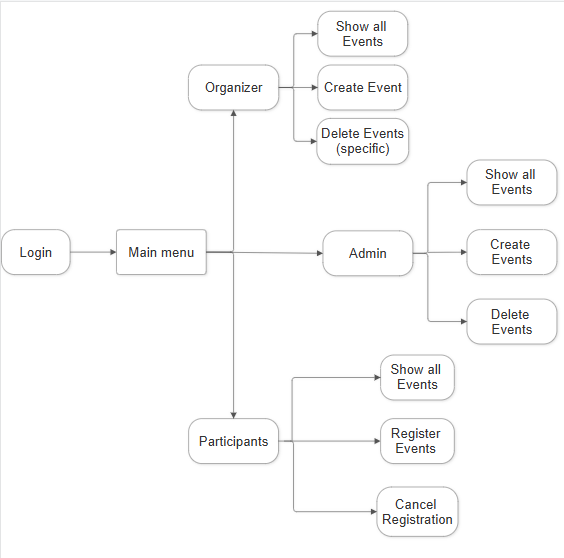 Show all
Events
Organizer
Create Event
Delete Events
(specific)
Show all
Events
Login
Main menu
Admin
Create
Events
Delete
Events
Show all
Events
Participants
Register
Events
Cancel
Registration